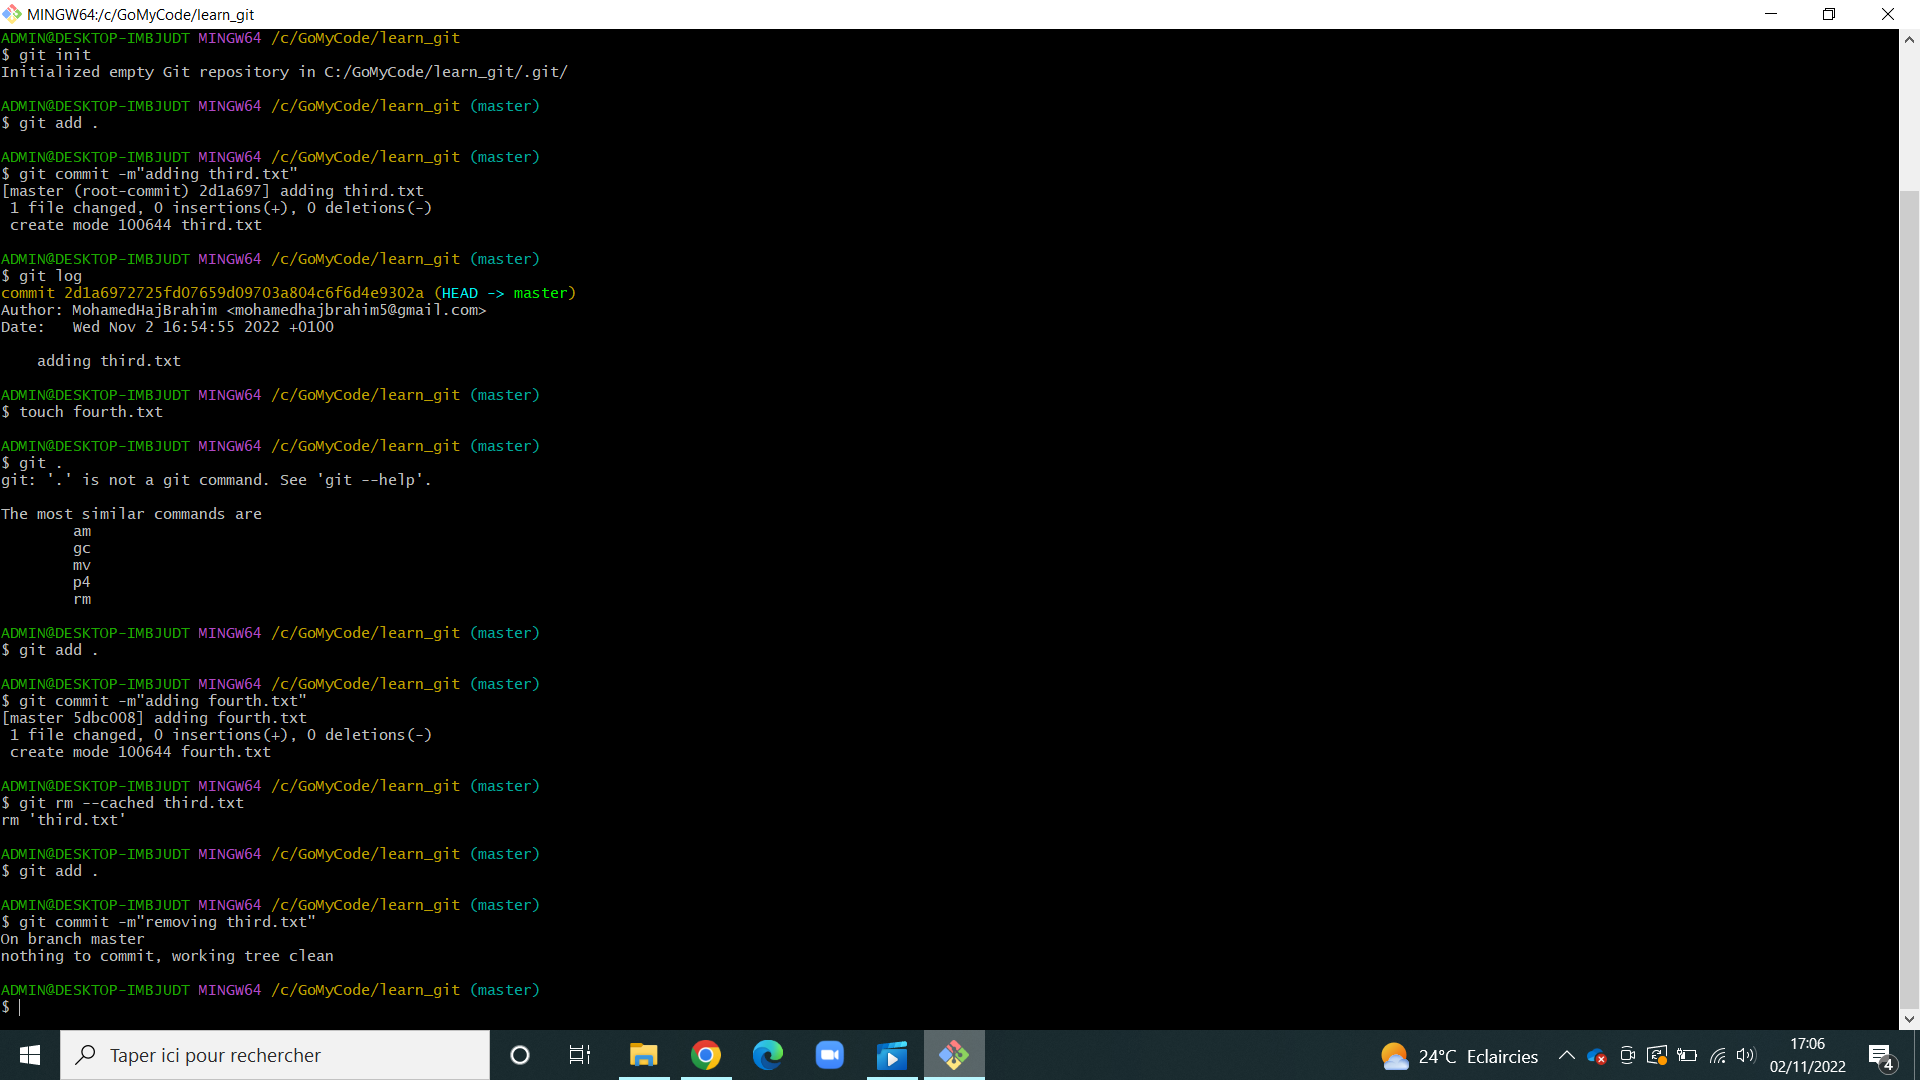 MINGW64:/c/GoMyCode/learn_git
ADMIN@DESKTOP-IMBJUDT MINGW64 /c/GoMyCode/learn_git
$ git init
Initialized empty Git repository in C:/GoMyCode/learn_git/.git/
ADMIN@DESKTOP-IMBJUDT MINGW64 /c/GoMyCode/learn_git (master)
$ git add .
ADMIN@DESKTOP-IMBJUDT MINGW64 /c/GoMyCode/learn_git (master)
$ git commit -m"adding third.txt"
[master (root-commit) 2d1a697] adding third.txt
 1 file changed, 0 insertions(+), 0 deletions(-)
 create mode 100644 third.txt
ADMIN@DESKTOP-IMBJUDT MINGW64 /c/GoMyCode/learn_git (master)
$ git log
commit 2d1a6972725fd07659d09703a804c6f6d4e9302a (HEAD -> master)
Author: MohamedHajBrahim <mohamedhajbrahim5@gmail.com>
Date:   Wed Nov 2 16:54:55 2022 +0100
    adding third.txt
ADMIN@DESKTOP-IMBJUDT MINGW64 /c/GoMyCode/learn_git (master)
$ touch fourth.txt
ADMIN@DESKTOP-IMBJUDT MINGW64 /c/GoMyCode/learn_git (master)
$ git .
git: '.' is not a git command. See 'git --help'.
The most similar commands are
        am
        gc
        mv
        p4
        rm
ADMIN@DESKTOP-IMBJUDT MINGW64 /c/GoMyCode/learn_git (master)
$ git add .
ADMIN@DESKTOP-IMBJUDT MINGW64 /c/GoMyCode/learn_git (master)
$ git commit -m"adding fourth.txt"
[master 5dbc008] adding fourth.txt
 1 file changed, 0 insertions(+), 0 deletions(-)
 create mode 100644 fourth.txt
ADMIN@DESKTOP-IMBJUDT MINGW64 /c/GoMyCode/learn_git (master)
$ git rm --cached third.txt
rm 'third.txt'
ADMIN@DESKTOP-IMBJUDT MINGW64 /c/GoMyCode/learn_git (master)
$ git add .
ADMIN@DESKTOP-IMBJUDT MINGW64 /c/GoMyCode/learn_git (master)
$ git commit -m"removing third.txt"
On branch master
nothing to commit, working tree clean
ADMIN@DESKTOP-IMBJUDT MINGW64 /c/GoMyCode/learn_git (master)
$
Taper ici pour rechercher
24°C Eclaircies
17:06
02/11/2022
4